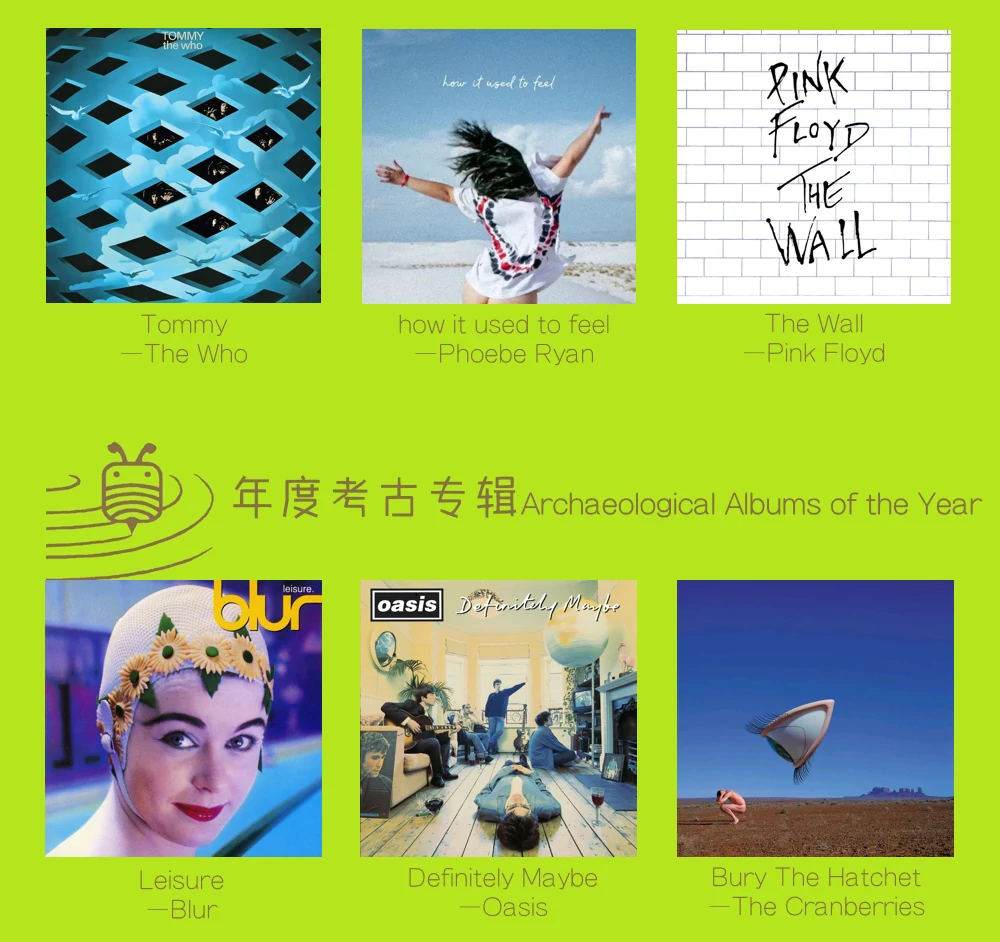 TOMMY
the who
how it used to feel
PINK
FLOYD
THE
WALL
Tommy
—The Who
how it used to feel
—Phoebe Ryan
The Wall
—Pink Floyd
年度考古专辑Archaeological Albums of the Year
leisure.
blur
oasis
Definitely Maybe
Leisure
—Blur
Definitely Maybe
—Oasis
Bury The Hatchet
—The Cranberries